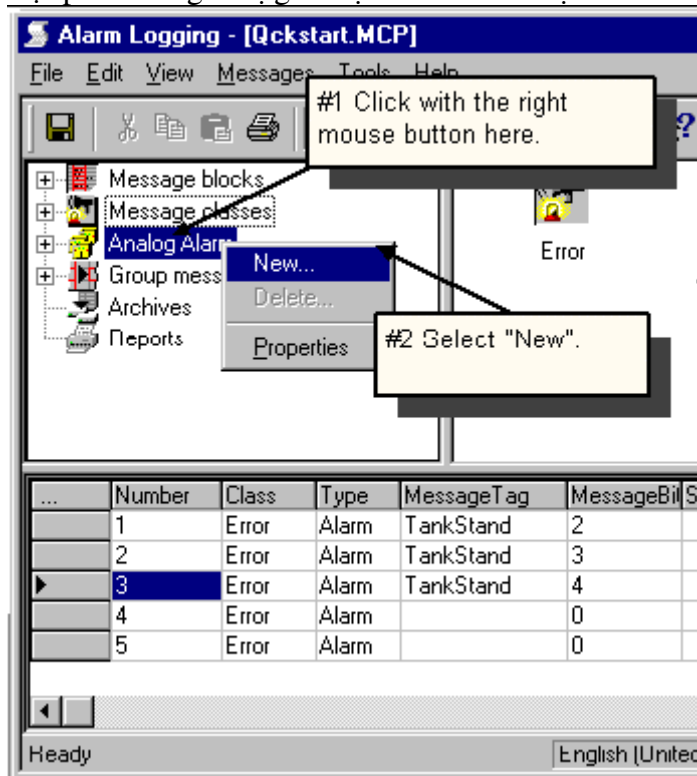 Alarm Logging - [Qckstart.MCP]
File Edit View Messages Tools Help
#1 Click with the right
mouse button here.
?
Message blocks
Message classes
Analog Alarm
Group mess
Archives
Reports
New...
Delete...
Properties
Error
#2 Select "New".
... Number Class Type MessageTag MessageBit S
1 Error Alarm TankStand 2
2 Error Alarm TankStand 3
3 Error Alarm TankStand 4
4 Error Alarm 0
5 Error Alarm 0
Ready English (United